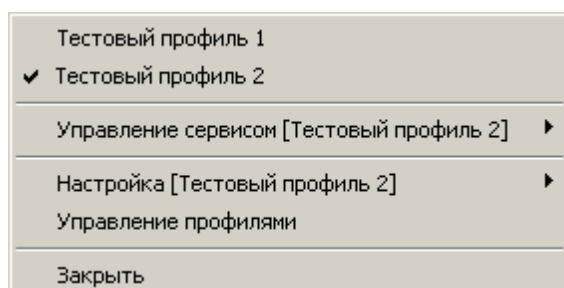 Тестовый профиль 1
Тестовый профиль 2
Управление сервисом [Тестовый профиль 2]
Настройка [Тестовый профиль 2]
Управление профилями
Закрыть